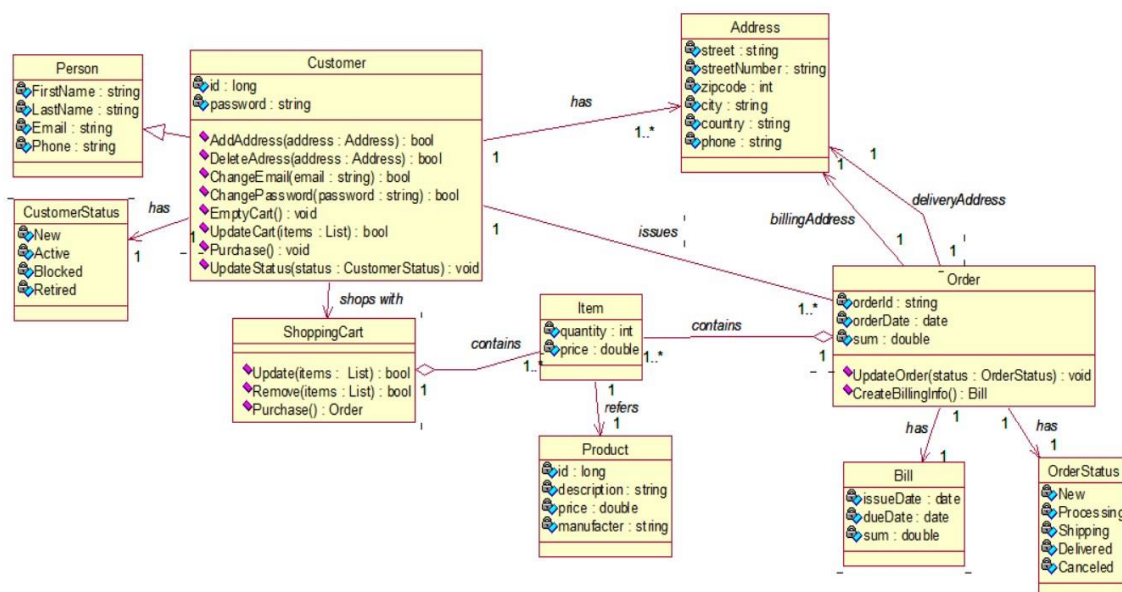 Person
FirstName : string
LastName : string
Email : string
Phone : string
Customer
id : long
password : string
AddAddress(address : Address) : bool
DeleteAdress(address : Address) : bool
ChangeEmail(email : string) : bool
ChangePassword(password : string) : bool
EmptyCart() : void
UpdateCart(items : List) : bool
Purchase() : void
UpdateStatus(status : CustomerStatus) : void
Address
street : string
streetNumber : string
zipcode : int
city : string
country : string
phone : string
has
1
1..*
CustomerStatus
New
Active
Blocked
Retired
has
1
1
issues
1
1..*
billingAddress
1
1
deliveryAddress
1
1
shops with
ShoppingCart
Update(items : List) : bool
Remove(items : List) : bool
Purchase() : Order
contains
1
1..*
Item
quantity : int
price : double
contains
1..*
1
Order
orderId : string
orderDate : date
sum : double
UpdateOrder(status : OrderStatus) : void
CreateBillingInfo() : Bill
1
refers
1
Product
id : long
description : string
price : double
manufacter : string
has
1
1
Bill
issueDate : date
dueDate : date
sum : double
has
1
1
OrderStatus
New
Processing
Shipping
Delivered
Canceled